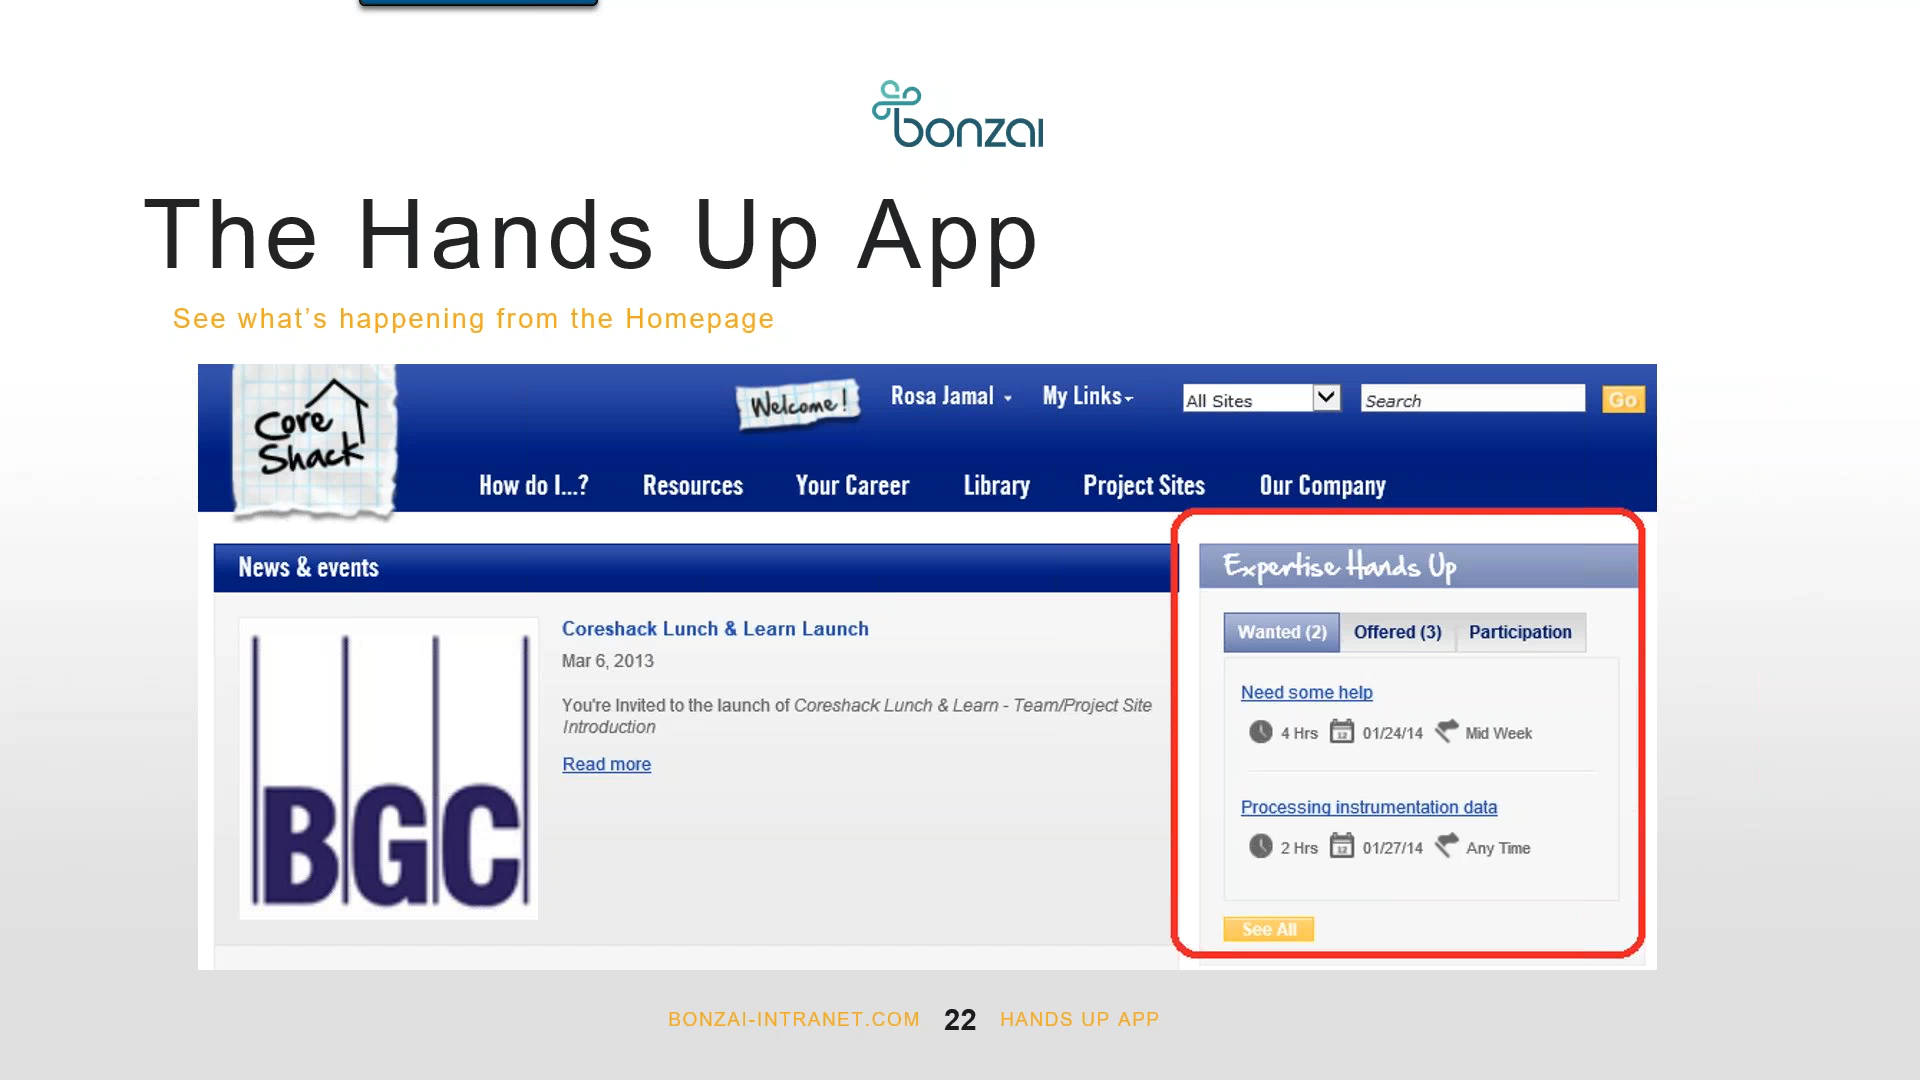 bonzai
The Hands Up App
See what's happening from the Homepage
Core
Shack
Welcome!
Rosa Jamal
My Links
All Sites
Search
Go
How do I...?
Resources
Your Career
Library
Project Sites
Our Company
News & events
BGC
Coreshack Lunch & Learn Launch
Mar 6, 2013
You're Invited to the launch of Coreshack Lunch & Learn - Team/Project Site
Introduction
Read more
Expertise Hands Up
Wanted (2)
Offered (3)
Participation
Need some help
4 Hrs
12
01/24/14
Mid Week
Processing instrumentation data
2 Hrs
12
01/27/14
Any Time
See All
BONZAI-INTRANET.COM 22 HANDS UP APP